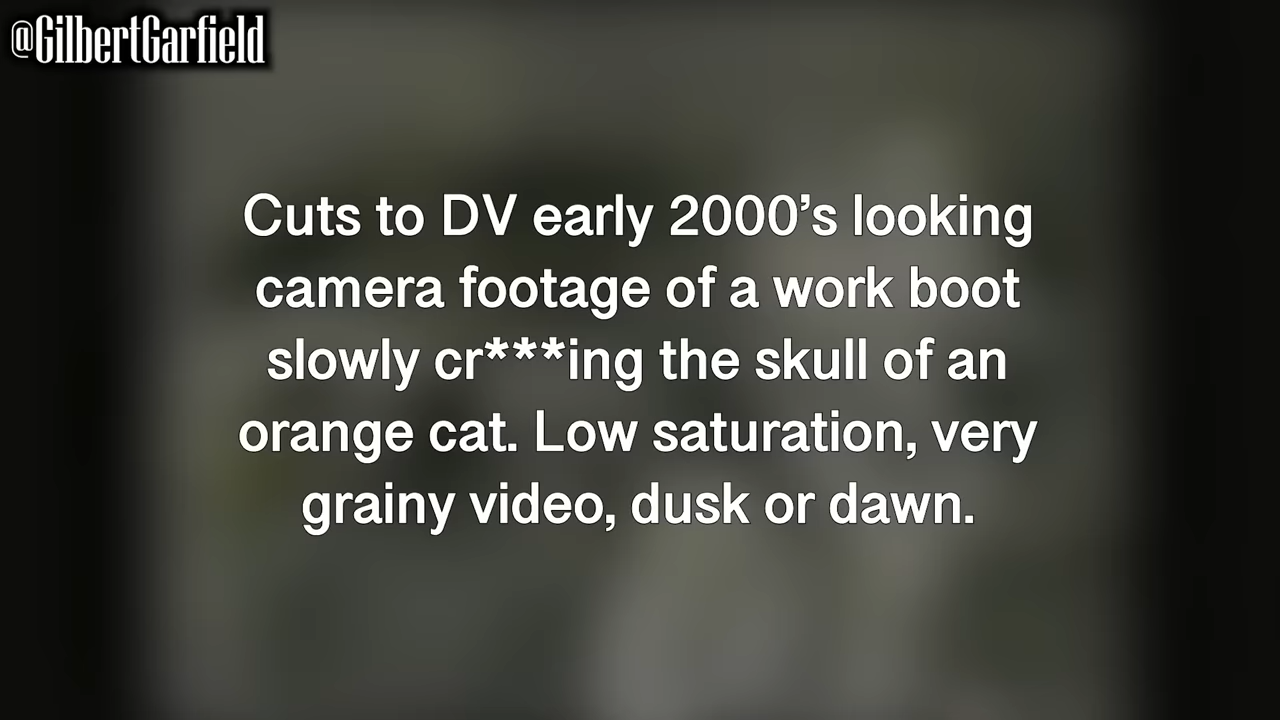 @GilbertGarfield
Cuts to DV early 2000’s looking
camera footage of a work boot
slowly cr***ing the skull of an
orange cat. Low saturation, very
grainy video, dusk or dawn.